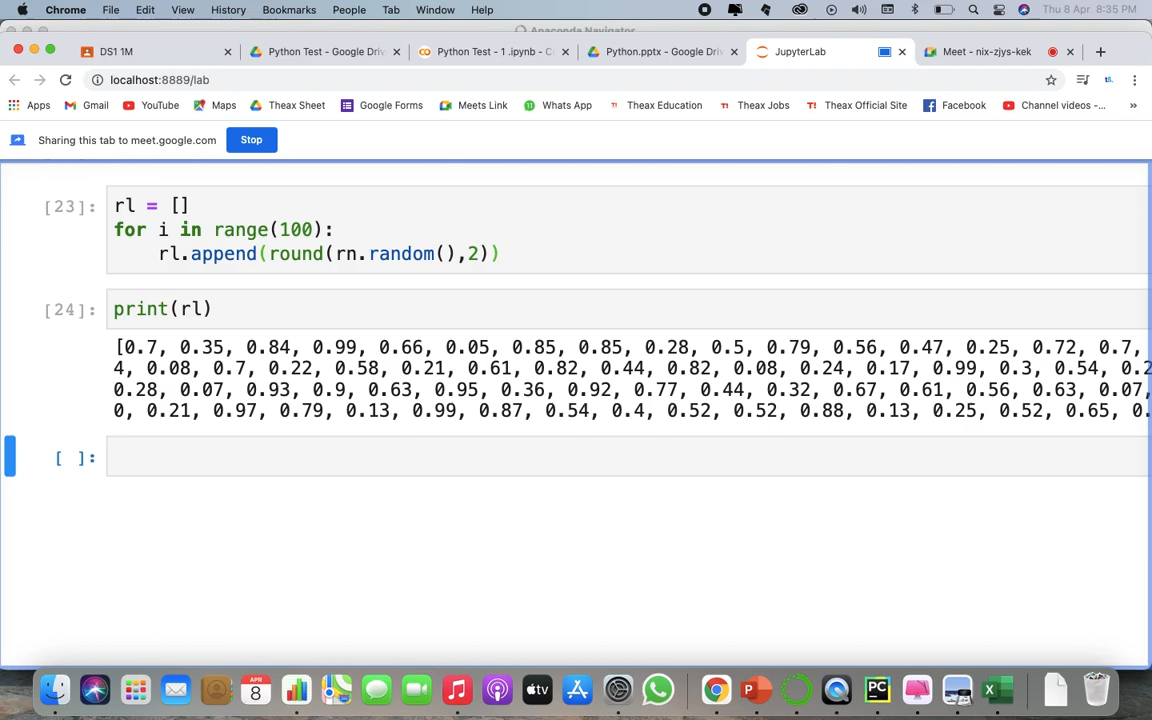 Chrome File Edit View History Bookmarks People Tab Window Help Thu 8 Apr 8:35 PM
Anaconda Navigator
DS1 1M Python Test - Google Driv Python Test - 1 .ipynb - C Python.pptx - Google Driv JupyterLab Meet - nix-zjys-kek
localhost:8889/lab
Apps Gmail YouTube Maps Theax Sheet Google Forms Meets Link Whats App Theax Education Theax Jobs Theax Official Site Facebook Channel videos -... »
Sharing this tab to meet.google.com Stop
[23]: rl = []
for i in range(100):
rl.append(round(rn.random(),2))
[24]: print(rl)
[0.7, 0.35, 0.84, 0.99, 0.66, 0.05, 0.85, 0.85, 0.28, 0.5, 0.79, 0.56, 0.47, 0.25, 0.72, 0.7,
4, 0.08, 0.7, 0.22, 0.58, 0.21, 0.61, 0.82, 0.44, 0.82, 0.08, 0.24, 0.17, 0.99, 0.3, 0.54, 0.2
0.28, 0.07, 0.93, 0.9, 0.63, 0.95, 0.36, 0.92, 0.77, 0.44, 0.32, 0.67, 0.61, 0.56, 0.63, 0.07,
0, 0.21, 0.97, 0.79, 0.13, 0.99, 0.87, 0.54, 0.4, 0.52, 0.52, 0.88, 0.13, 0.25, 0.52, 0.65, 0.
[ ]:
APR
8
tv
P
PC
X